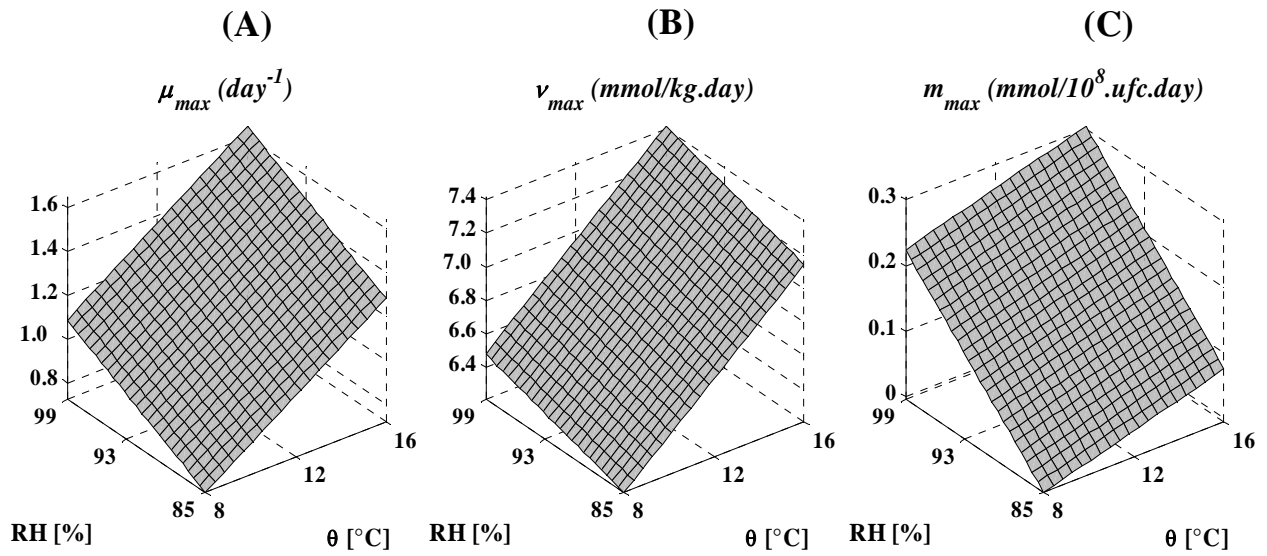 (A)
μmax (day-1)
1.6
1.4
1.2
1.0
0.8
99
93
85
8
12
16
RH [%]
θ [°C]
(B)
νmax (mmol/kg.day)
7.4
7.2
7.0
6.8
6.6
6.4
99
93
85
8
12
16
RH [%]
θ [°C]
(C)
mmax (mmol/10^8.ufc.day)
0.3
0.2
0.1
0
99
93
85
8
12
16
RH [%]
θ [°C]